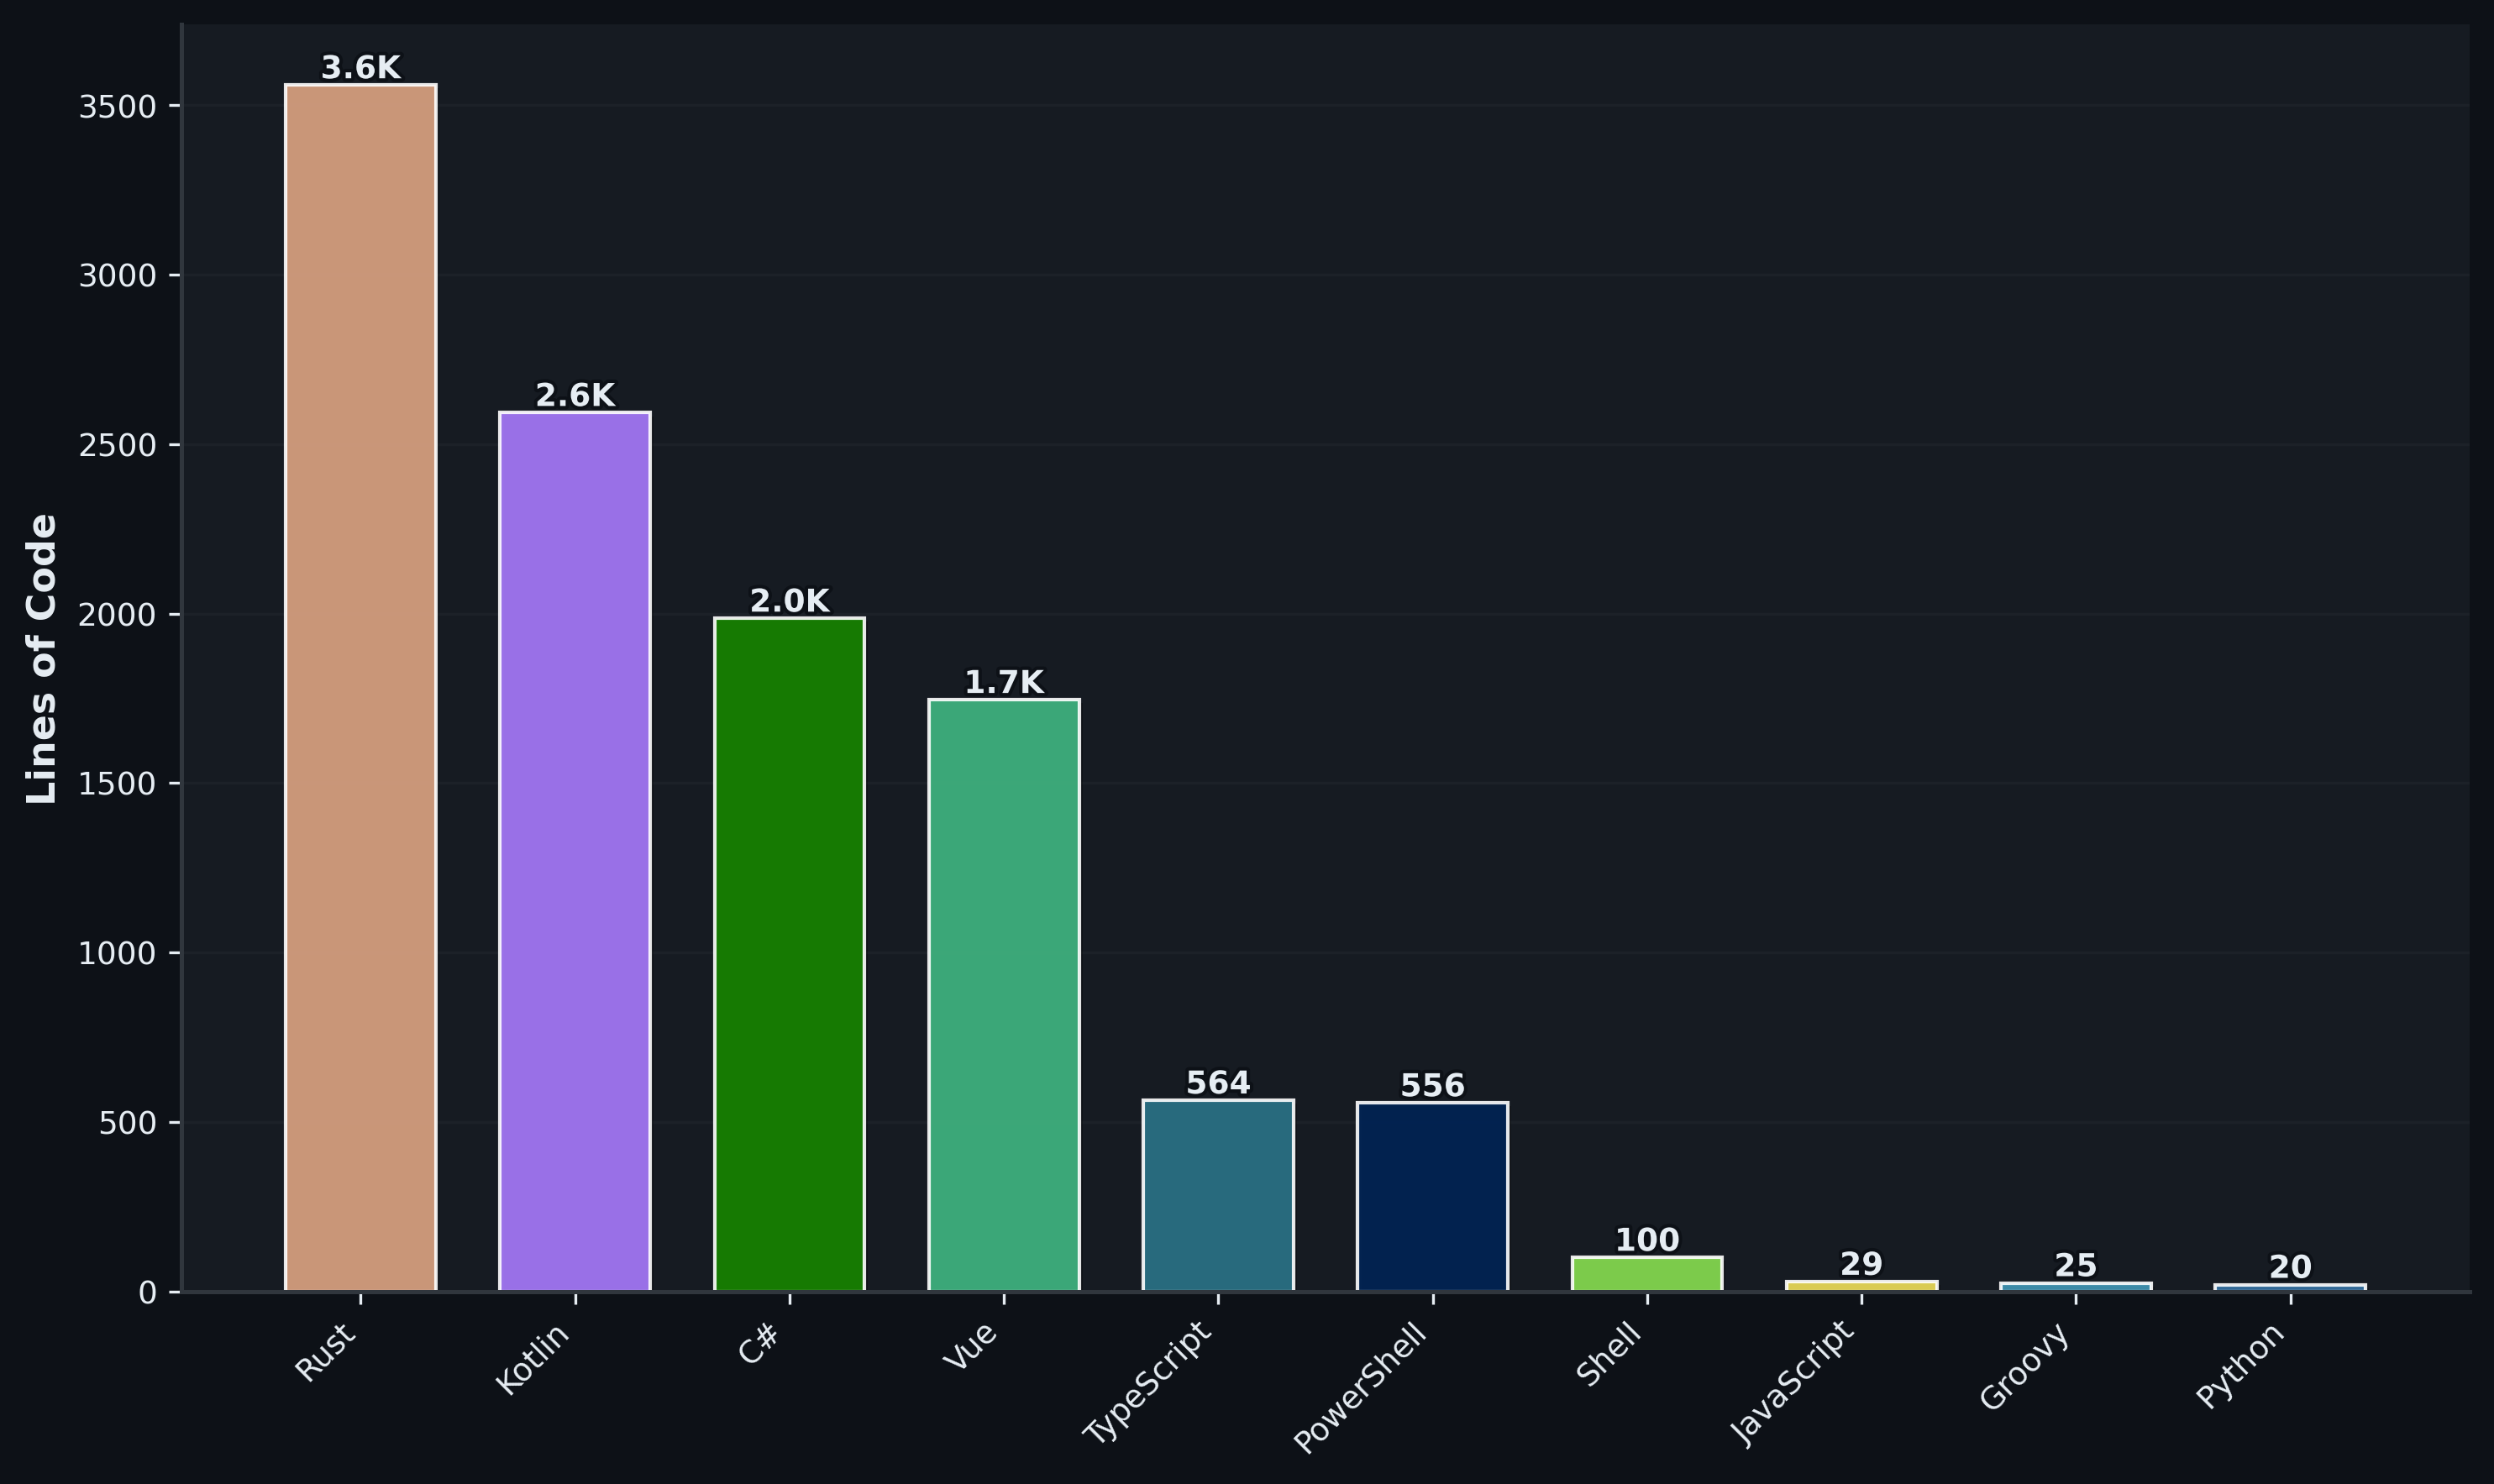 Lines of Code
3500
3000
2500
2000
1500
1000
500
0
3.6K
2.6K
2.0K
1.7K
564
556
100
29
25
20
Rust
Kotlin
C#
Vue
TypeScript
PowerShell
Shell
JavaScript
Groovy
Python